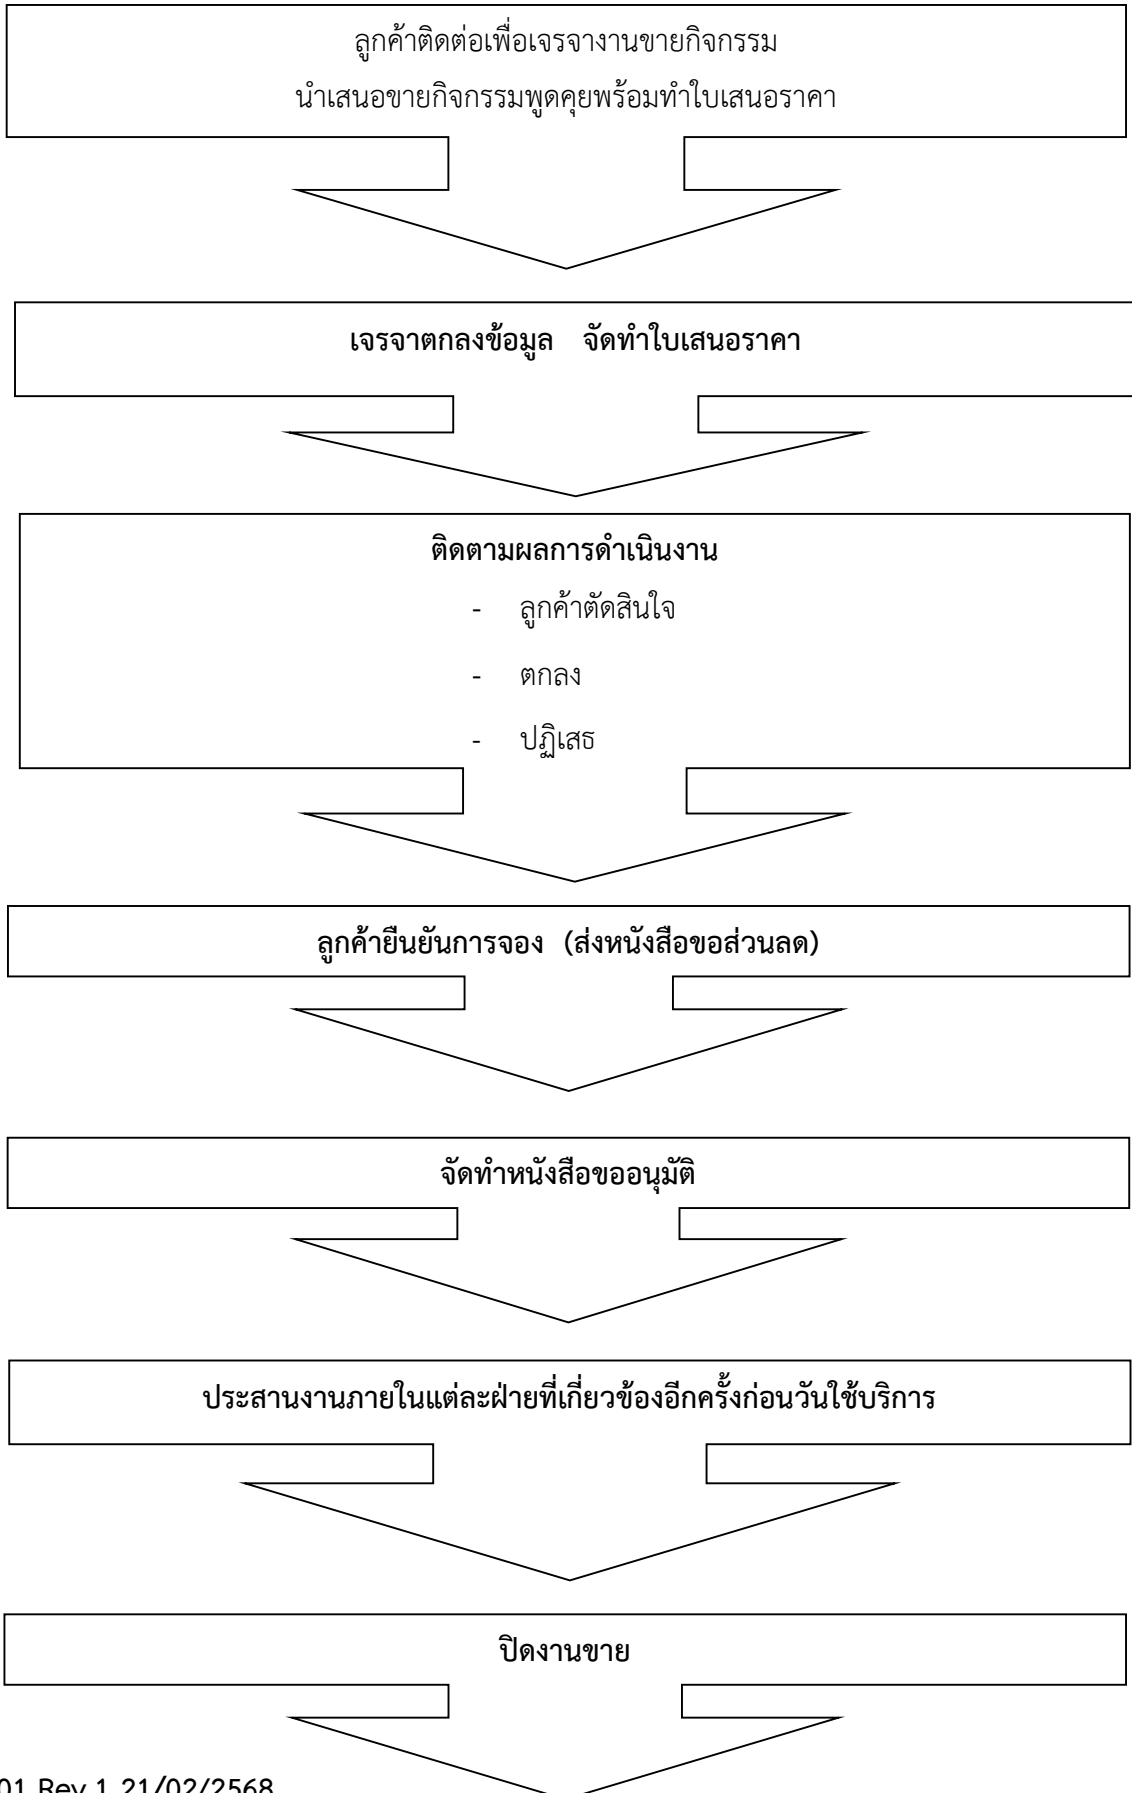 ลูกค้าติดต่อเพื่อเจรจางานขายกิจกรรม
นำเสนอขายกิจกรรมพูดคุยพร้อมทำใบเสนอราคา
เจรจาตกลงข้อมูล จัดทำใบเสนอราคา
ติดตามผลการดำเนินงาน
- ลูกค้าตัดสินใจ
- ตกลง
- ปฏิเสธ
ลูกค้ายืนยันการจอง (ส่งหนังสือขอส่วนลด)
จัดทำหนังสือขออนุมัติ
ประสานงานภายในแต่ละฝ่ายที่เกี่ยวข้องอีกครั้งก่อนวันใช้บริการ
ปิดงานขาย
01 Rev.1 21/02/2568